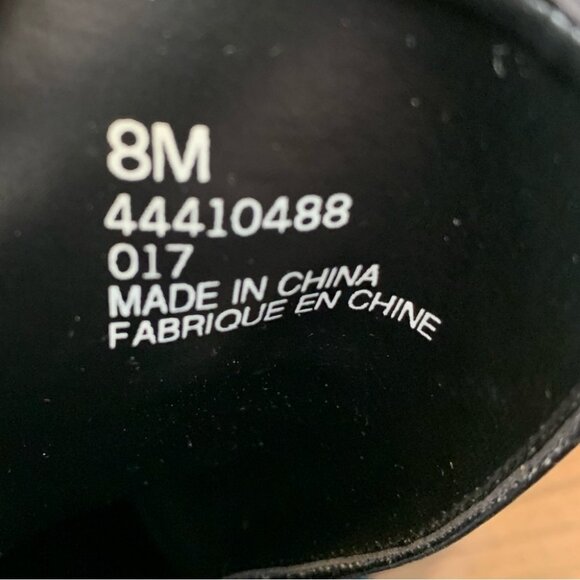 8M
44410488
017
MADE IN CHINA
FABRIQUE EN CHINE